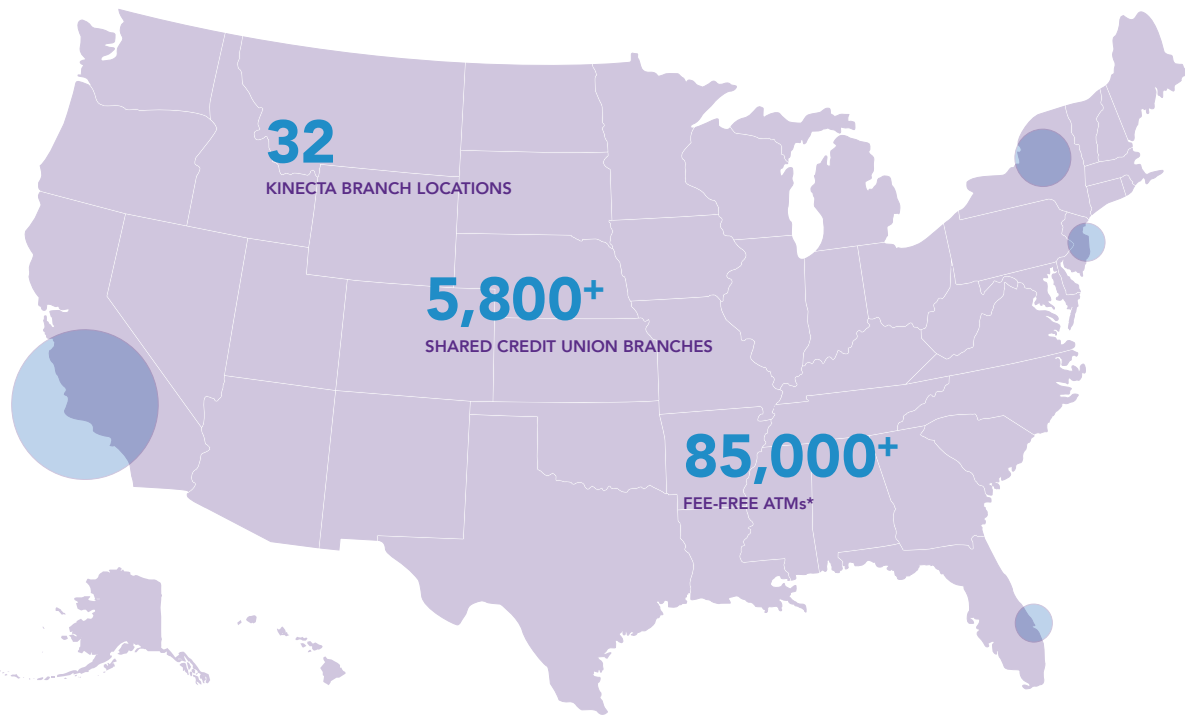 32
KINECTA BRANCH LOCATIONS
5,800+
SHARED CREDIT UNION BRANCHES
85,000+
FEE-FREE ATMs*